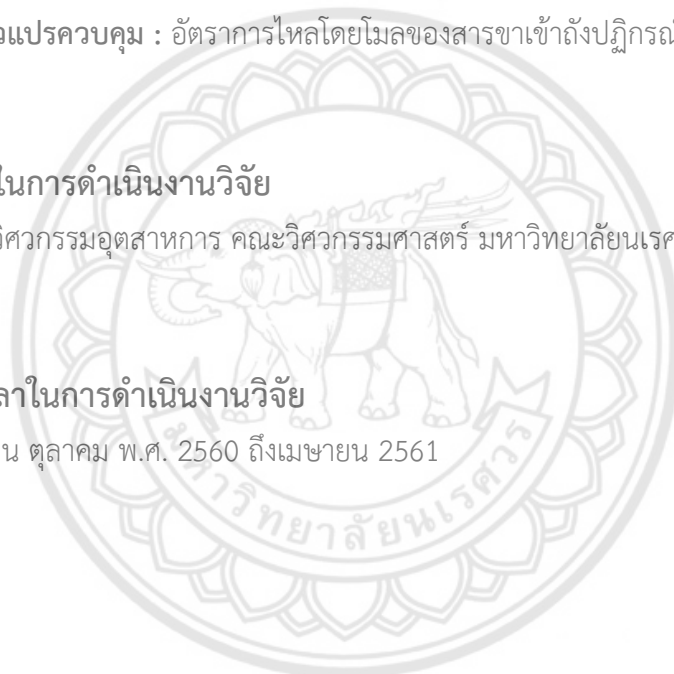 วแปรควบคุม : อัตราการไหลโดยโมลของสารขาเข้าถังปฏิกรณ์
ในการดำเนินงานวิจัย
วิศวกรรมอุตสาหการ คณะวิศวกรรมศาสตร์ มหาวิทยาลัยนเรศ
ลาในการดำเนินงานวิจัย
น ตุลาคม พ.ศ. 2560 ถึงเมษายน 2561
มหาวิทยาลัยนเรศวร